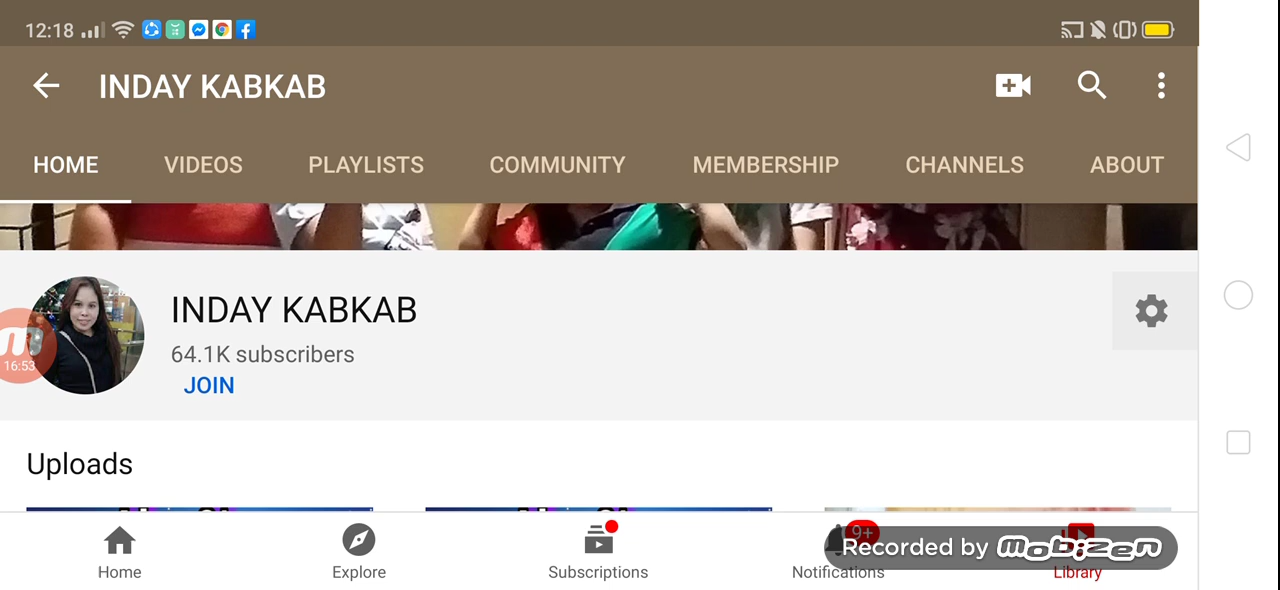 12:18
INDAY KABKAB
HOME VIDEOS PLAYLISTS COMMUNITY MEMBERSHIP CHANNELS ABOUT
INDAY KABKAB
64.1K subscribers
JOIN
16:53
Uploads
9+
Recorded by mobizen
Home Explore Subscriptions Notifications Library